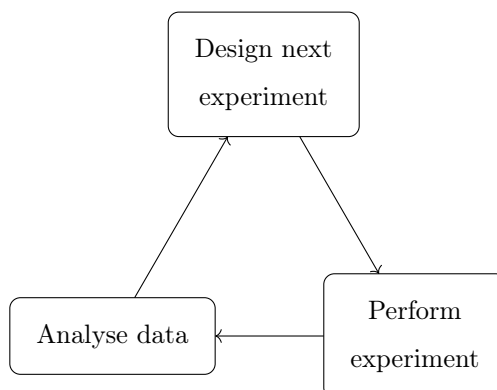 Design next
experiment
Perform
experiment
Analyse data